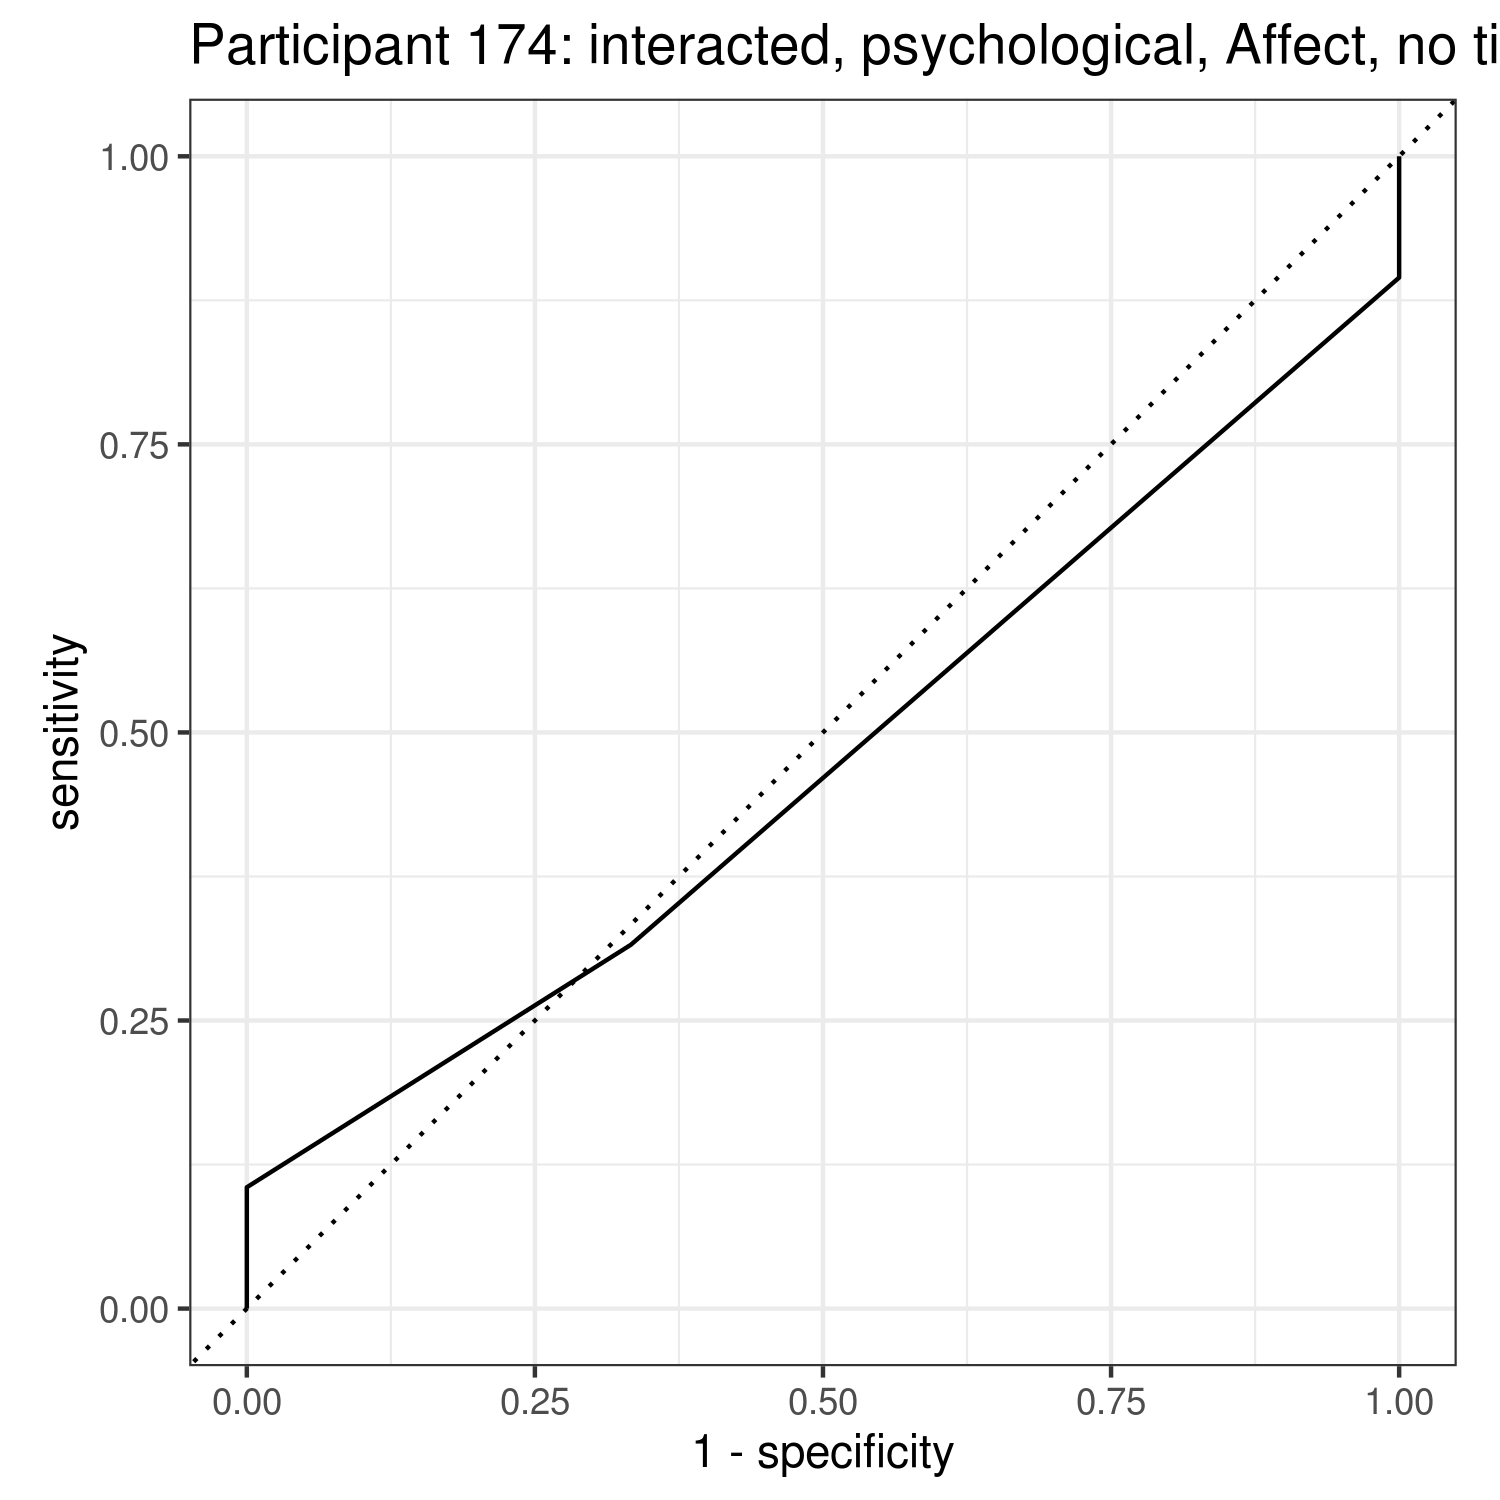 Participant 174: interacted, psychological, Affect, no ti
1.00
0.75
0.50
0.25
0.00
sensitivity
0.00 0.25 0.50 0.75 1.00
1 - specificity